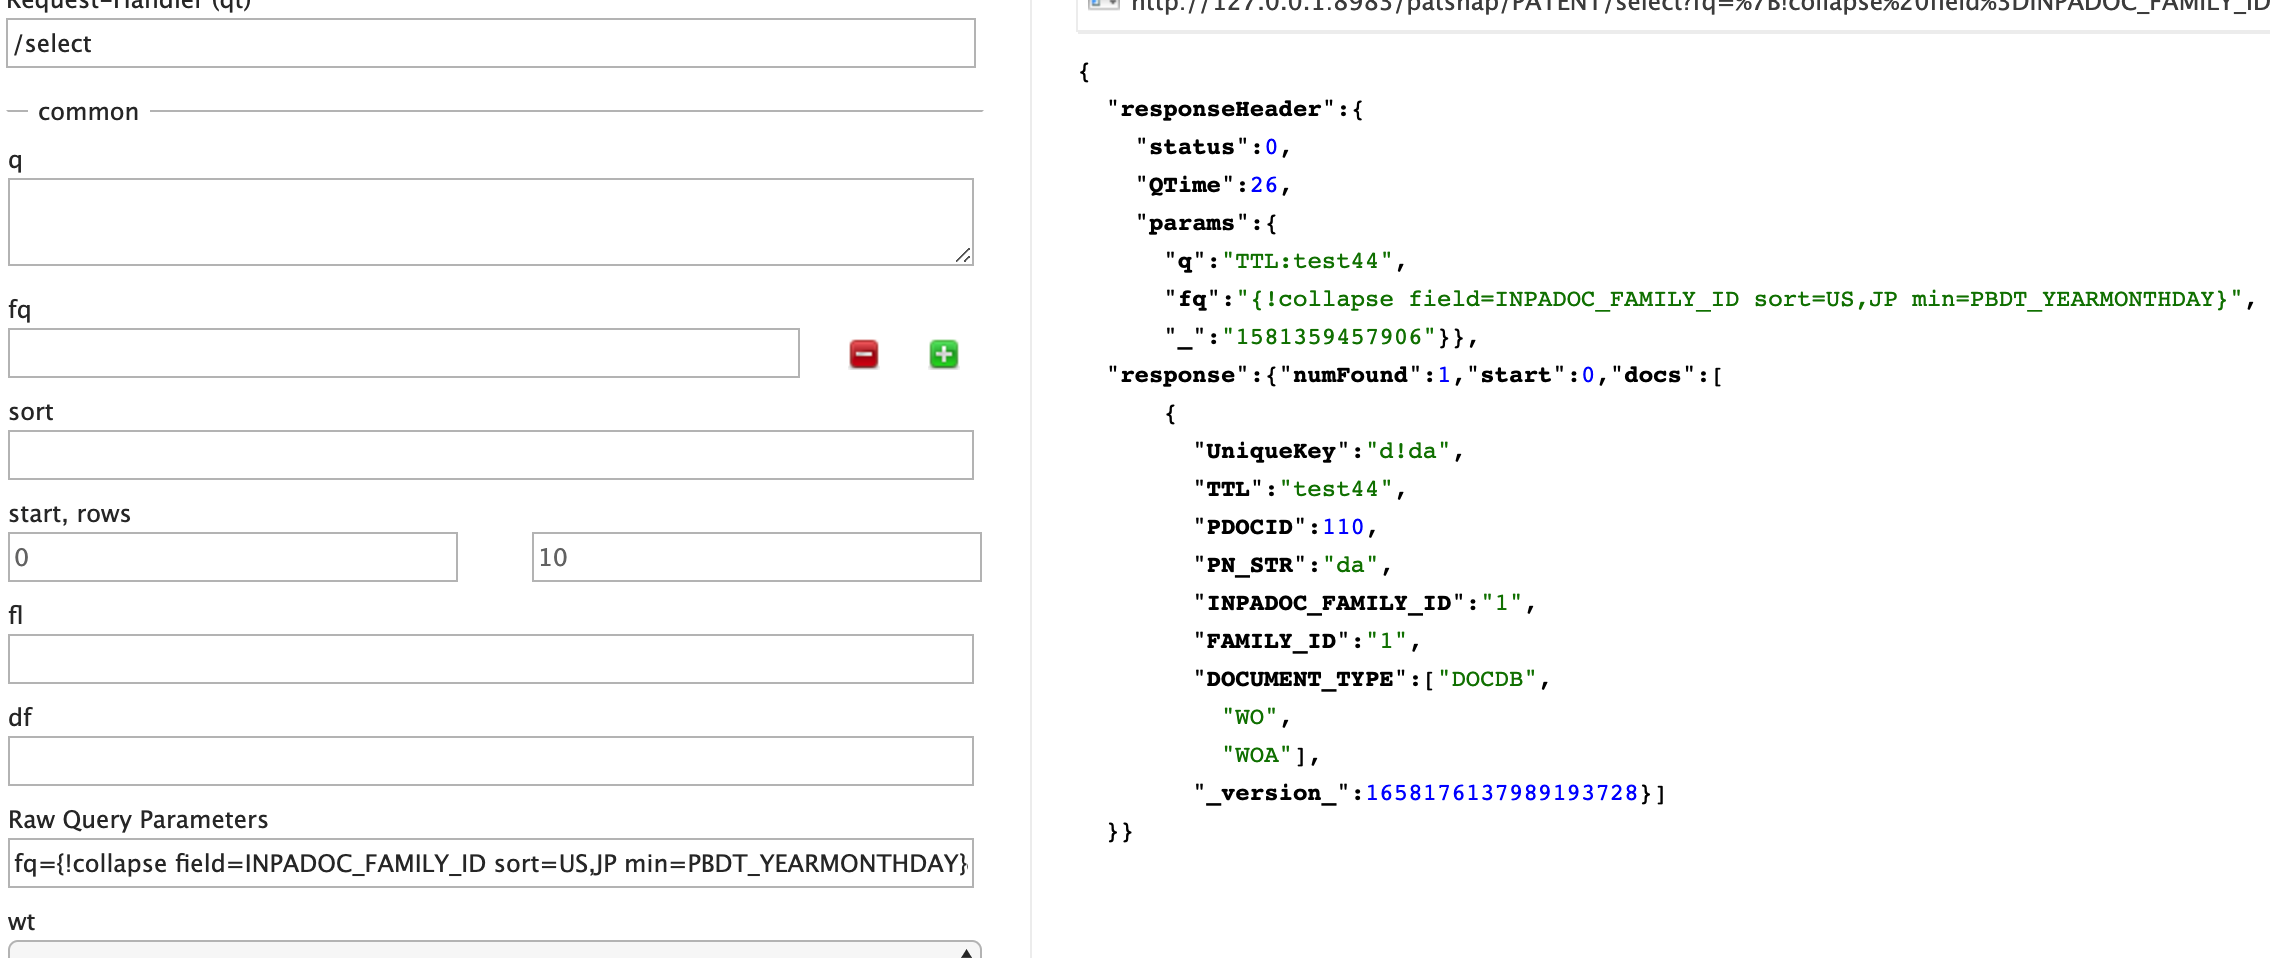 Request-Handler (qt)
/select
common
q
fq
sort
start, rows
0
10
fl
df
Raw Query Parameters
fq={!collapse field=INPADOC_FAMILY_ID sort=US,JP min=PBDT_YEARMONTHDAY}
wt
http://127.0.0.1:8983/patsnap/PATENT/select?fq=%7B!collapse%20field%3DINPADOC_FAMILY_ID
{
"responseHeader":{
"status":0,
"QTime":26,
"params":{
"q":"TTL:test44",
"fq":"{!collapse field=INPADOC_FAMILY_ID sort=US,JP min=PBDT_YEARMONTHDAY}",
"_":"1581359457906"}},
"response":{"numFound":1,"start":0,"docs":[
{
"UniqueKey":"d!da",
"TTL":"test44",
"PDOCID":110,
"PN_STR":"da",
"INPADOC_FAMILY_ID":"1",
"FAMILY_ID":"1",
"DOCUMENT_TYPE":["DOCDB",
"WO",
"WOA"],
"_version_":1658176137989193728}]
}}